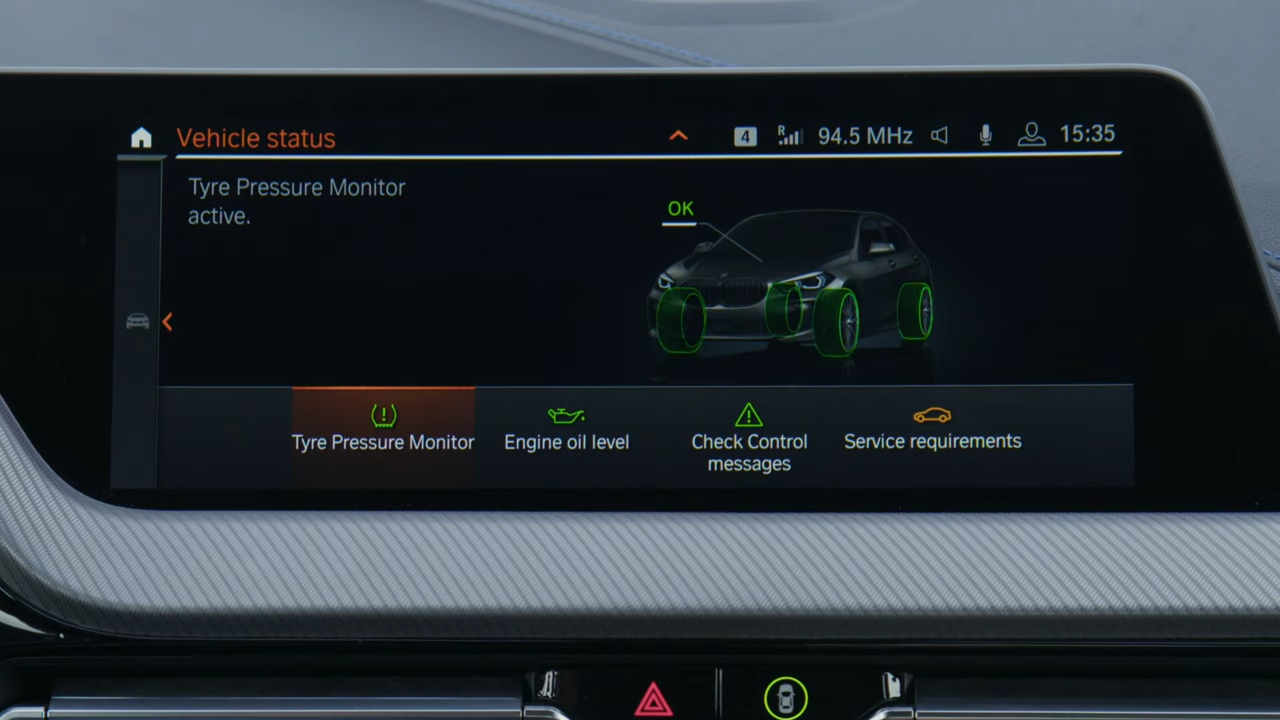 Vehicle status
4
R
94.5 MHz
15:35
Tyre Pressure Monitor
active.
OK
Tyre Pressure Monitor
Engine oil level
Check Control
messages
Service requirements